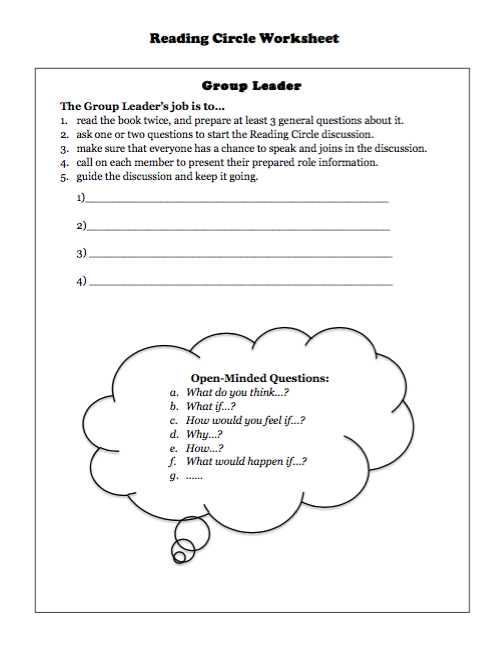 Reading Circle Worksheet
Group Leader
The Group Leader's job is to...
1. read the book twice, and prepare at least 3 general questions about it.
2. ask one or two questions to start the Reading Circle discussion.
3. make sure that everyone has a chance to speak and joins in the discussion.
4. call on each member to present their prepared role information.
5. guide the discussion and keep it going.
1)
2)
3)
4)
Open-Minded Questions:
a. What do you think...?
b. What if...?
c. How would you feel if...?
d. Why...?
e. How...?
f. What would happen if...?
g. ......